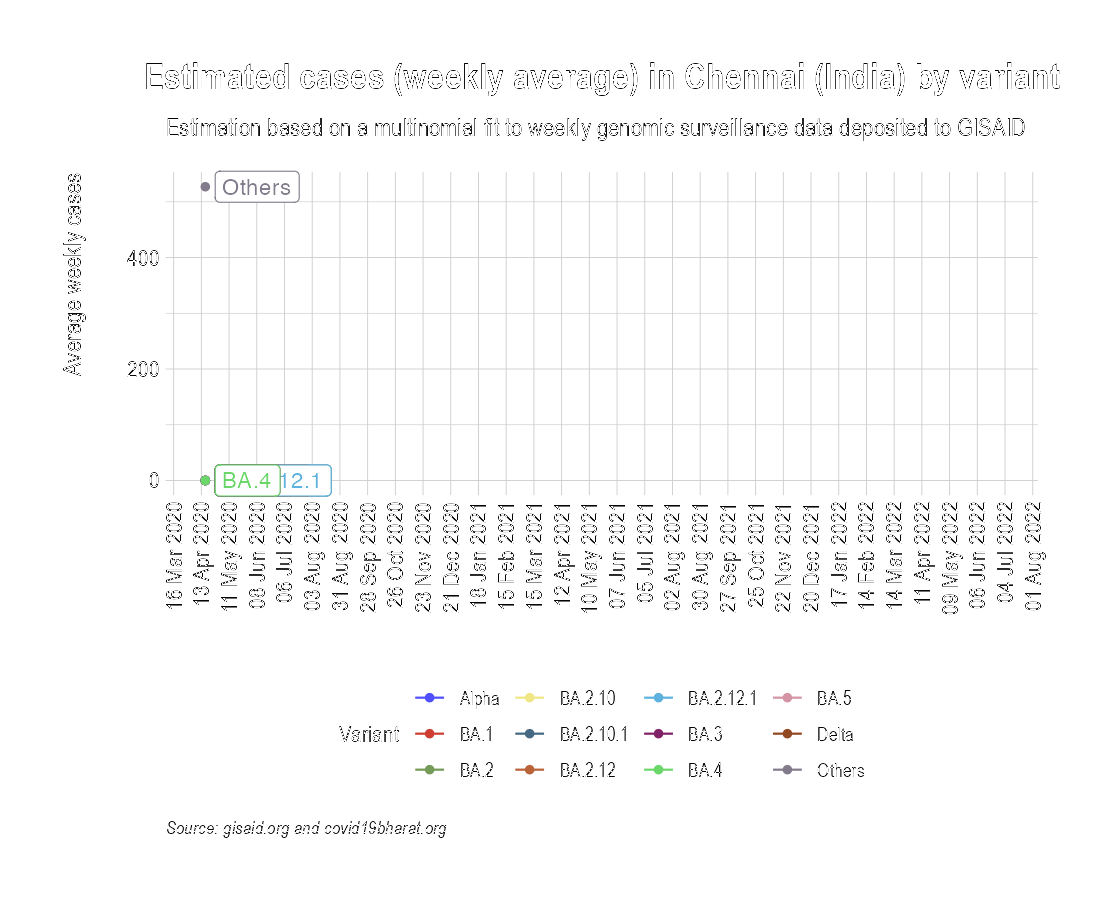 Estimated cases (weekly average) in Chennai (India) by variant
Estimation based on a multinomial fit to weekly genomic surveillance data deposited to GISAID
Average weekly cases
Others
400
200
0
BA.4
12.1
16 Mar 2020
13 Apr 2020
11 May 2020
08 Jun 2020
06 Jul 2020
03 Aug 2020
31 Aug 2020
28 Sep 2020
26 Oct 2020
23 Nov 2020
21 Dec 2020
18 Jan 2021
15 Feb 2021
15 Mar 2021
12 Apr 2021
10 May 2021
07 Jun 2021
05 Jul 2021
02 Aug 2021
30 Aug 2021
27 Sep 2021
25 Oct 2021
22 Nov 2021
20 Dec 2021
17 Jan 2022
14 Feb 2022
14 Mar 2022
11 Apr 2022
09 May 2022
06 Jun 2022
04 Jul 2022
01 Aug 2022
Variant
Alpha
BA.1
BA.2
BA.2.10
BA.2.10.1
BA.2.12
BA.2.12.1
BA.3
BA.4
BA.5
Delta
Others
Source: gisaid.org and covid19bharat.org